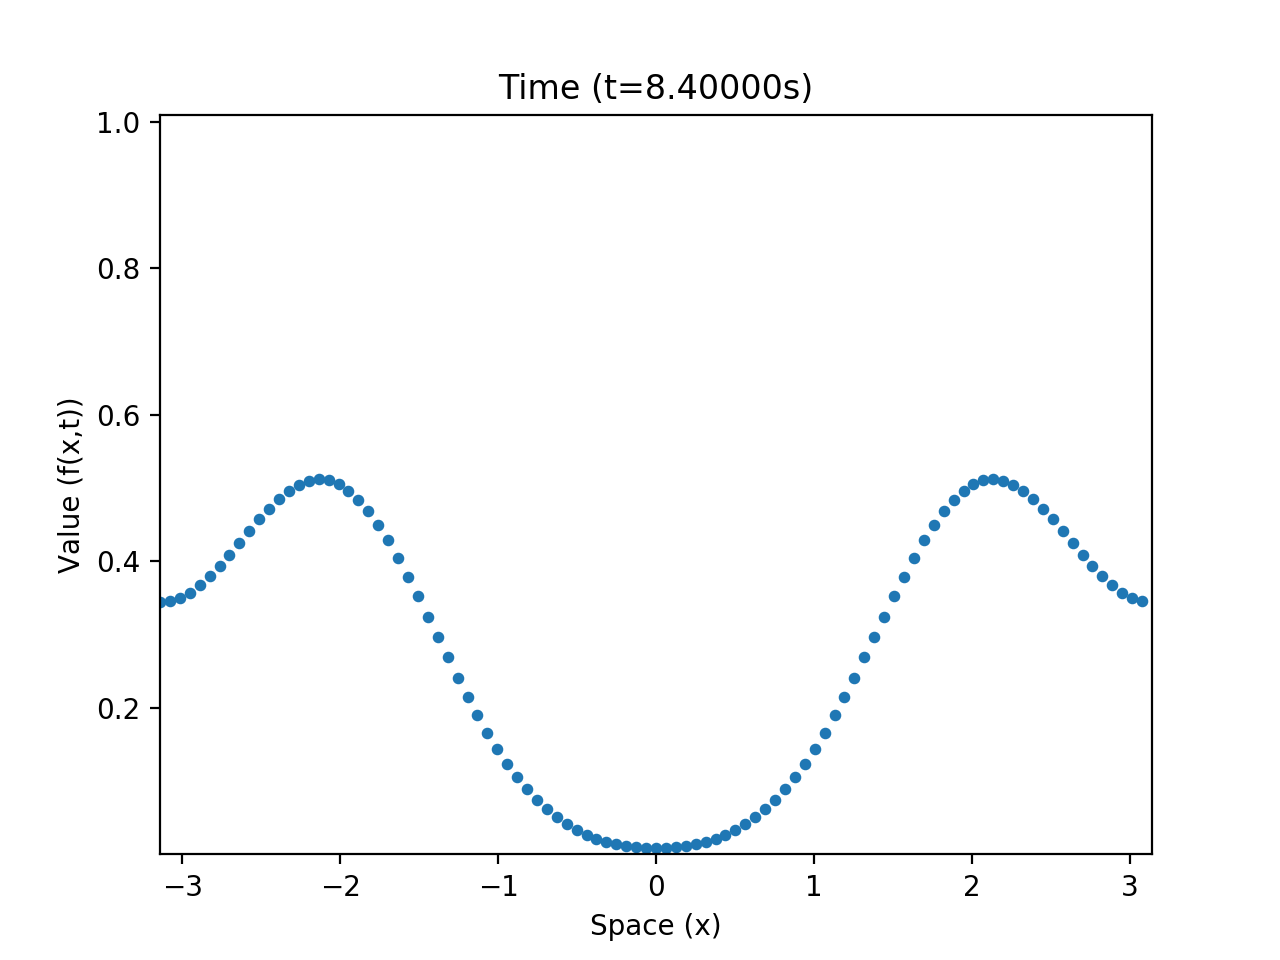 Time (t=8.40000s)
1.0
0.8
0.6
0.4
0.2
Value (f(x,t))
−3 −2 −1 0 1 2 3
Space (x)